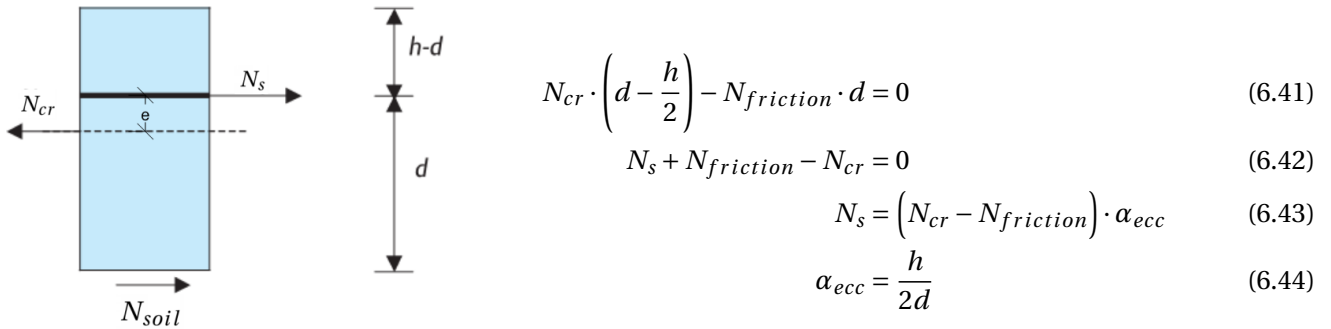 h-d
N_s
N_cr
e
d
N_soil
N_cr · (d − h/2) − N_friction · d = 0 (6.41)
N_s + N_friction − N_cr = 0 (6.42)
N_s = (N_cr − N_friction) · α_ecc (6.43)
α_ecc = h/2d (6.44)